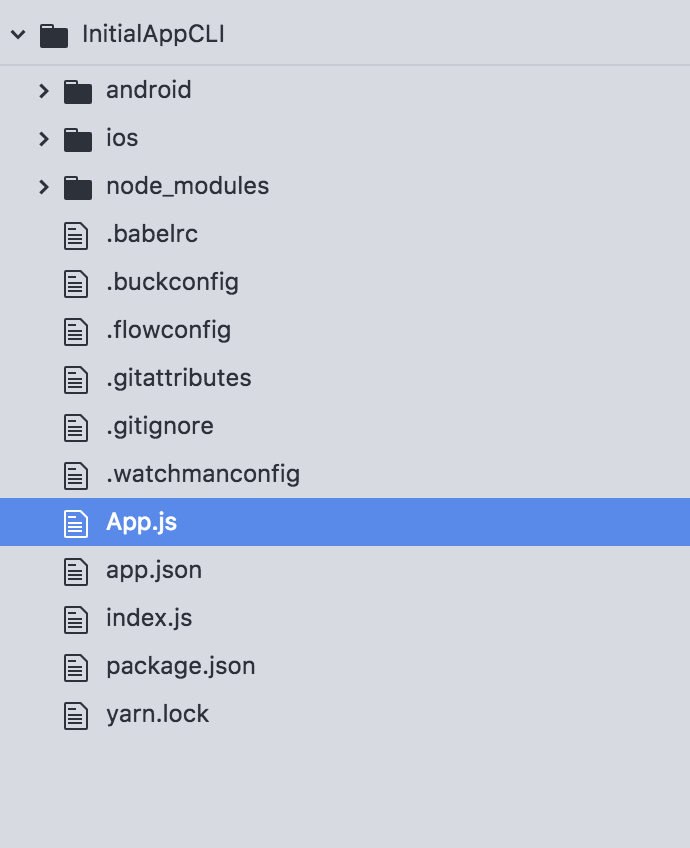 InitialAppCLI
android
ios
node_modules
.babelrc
.buckconfig
.flowconfig
.gitattributes
.gitignore
.watchmanconfig
App.js
app.json
index.js
package.json
yarn.lock